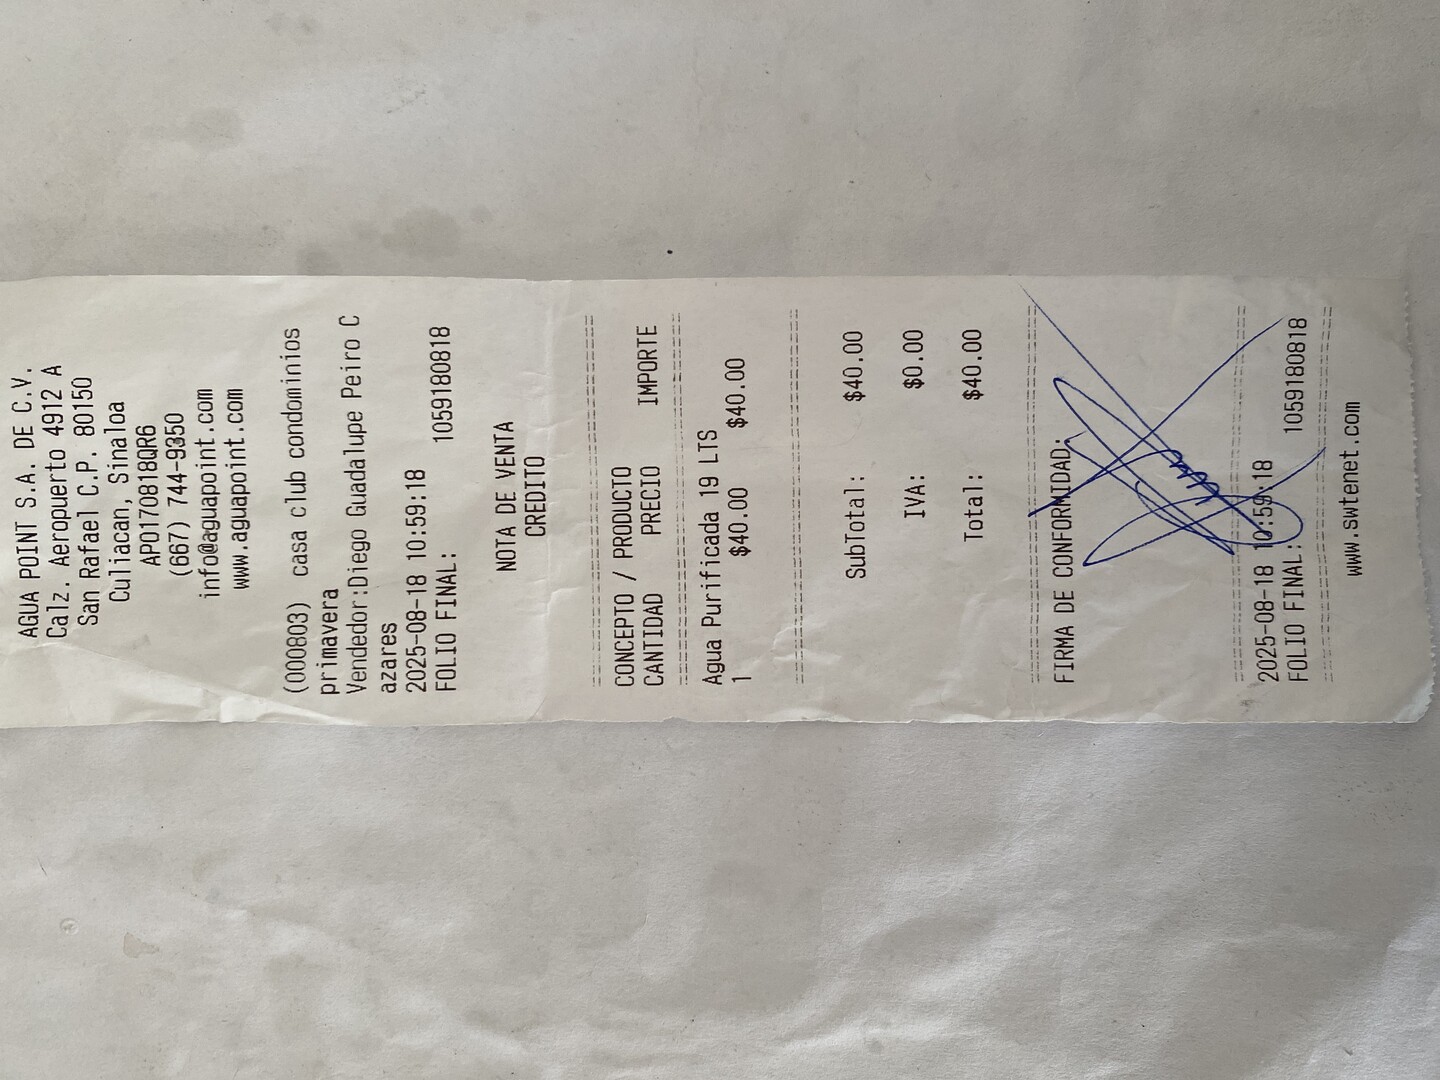 AGUA POINT S.A. DE C.V.
Calz. Aeropuerto 4912 A
San Rafael C.P. 80150
Culiacan, Sinaloa
APO170818QR6
(667) 744-9350
info@aguapoint.com
www.aguapoint.com
(000803) casa club condominios
primavera
Vendedor:Diego Guadalupe Peiro C
azares
2025-08-18 10:59:18
FOLIO FINAL: 1059180818
NOTA DE VENTA
CREDITO
CONCEPTO / PRODUCTO
CANTIDAD PRECIO IMPORTE
Agua Purificada 19 LTS
1 $40.00 $40.00
SubTotal: $40.00
IVA: $0.00
Total: $40.00
FIRMA DE CONFORMIDAD:
2025-08-18 10:59:18
FOLIO FINAL: 1059180818
www.swtenet.com